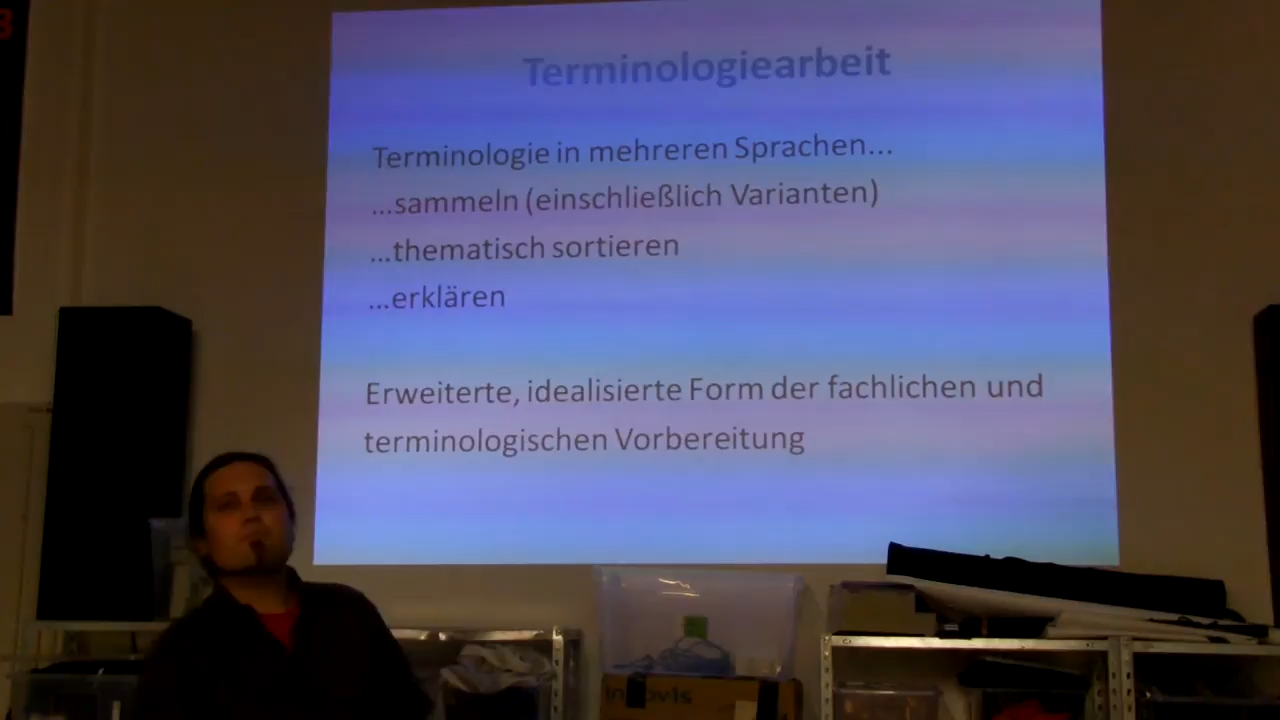 Terminologiearbeit
Terminologie in mehreren Sprachen...
...sammeln (einschließlich Varianten)
...thematisch sortieren
...erklären
Erweiterte, idealisierte Form der fachlichen und
terminologischen Vorbereitung